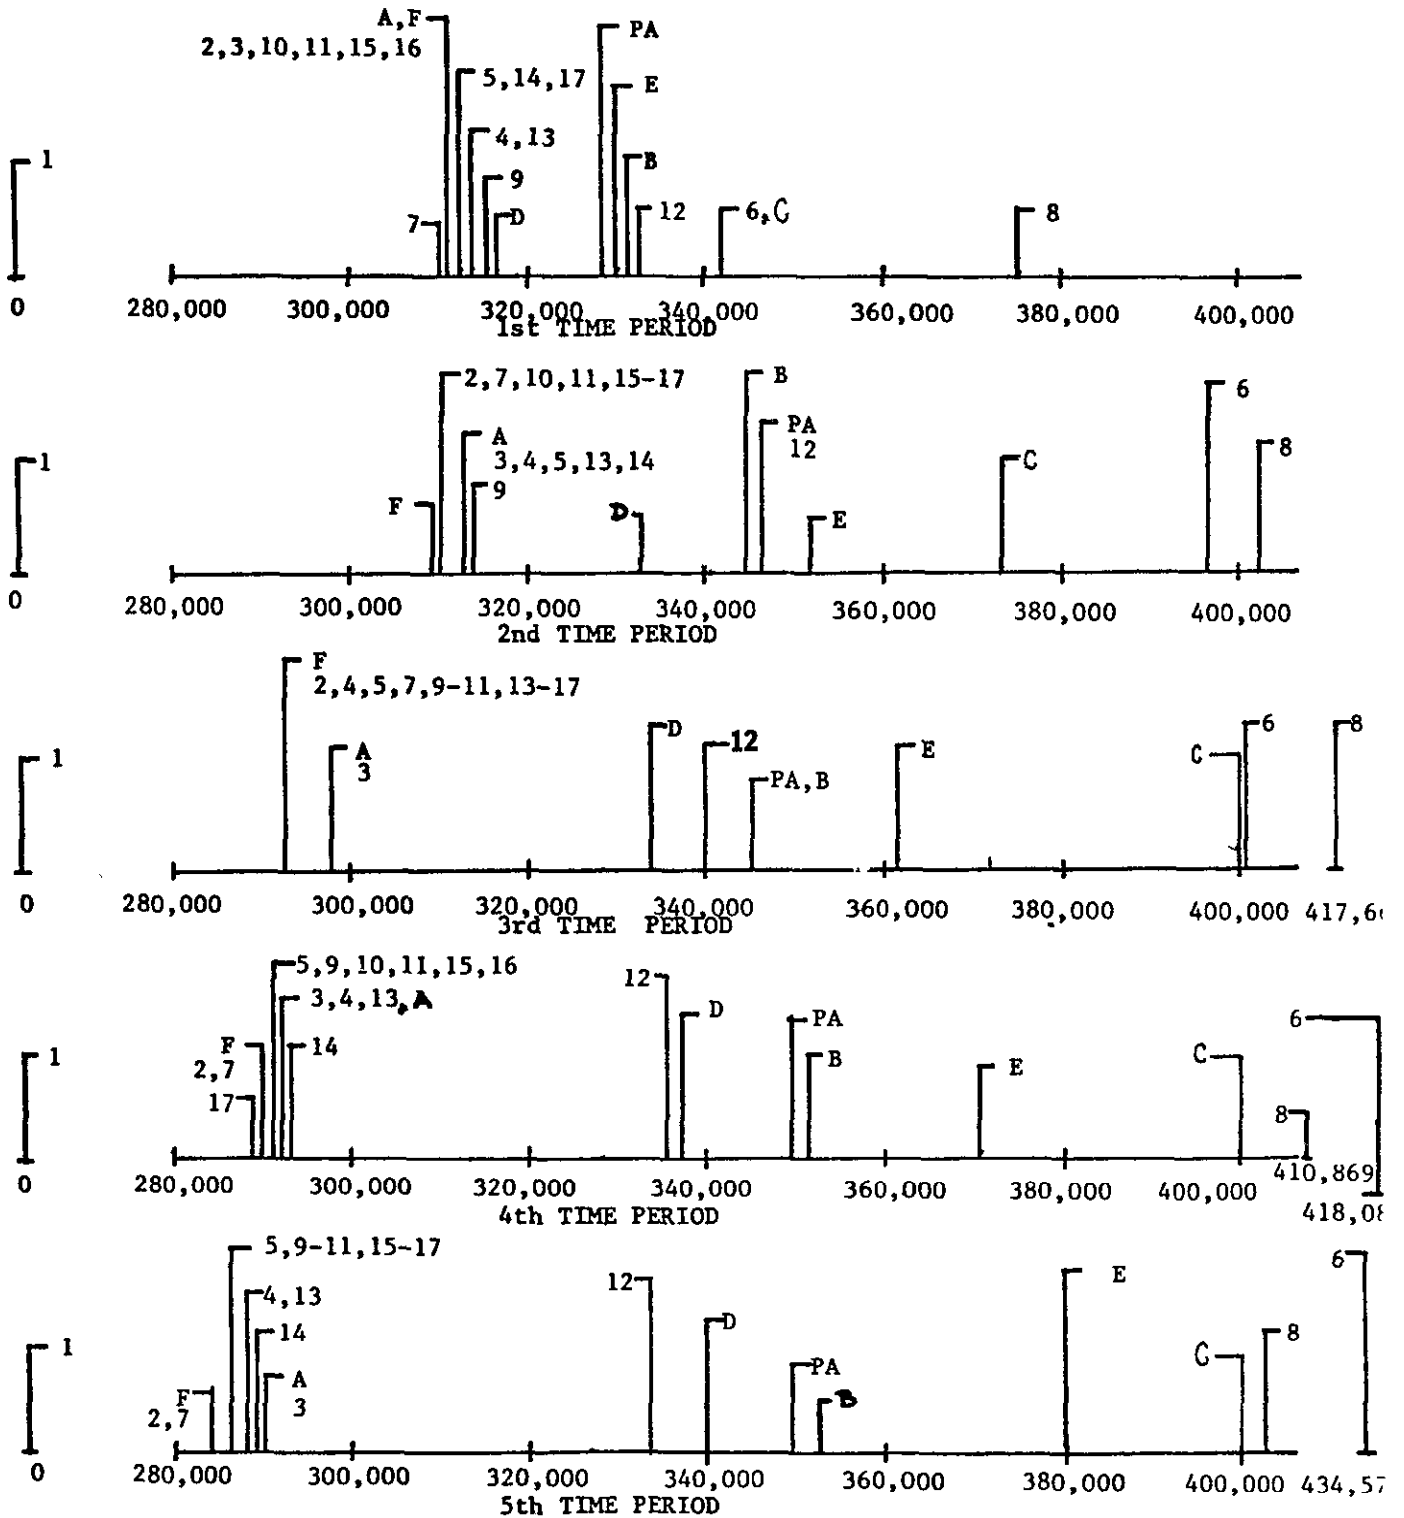 A,F
PA
2,3,10,11,15,16
5,14,17
E
4,13
1
B
9
7
D
12
6,C
8
0
280,000 300,000 320,000 340,000 360,000 380,000 400,000
1st TIME PERIOD
2,7,10,11,15-17
B
6
A
PA
3,4,5,13,14
12
8
1
C
9
F
D
E
0
280,000 300,000 320,000 340,000 360,000 380,000 400,000
2nd TIME PERIOD
F
2,4,5,7,9-11,13-17
D
6
8
12
A
E
C
1
3
PA,B
0
280,000 300,000 320,000 340,000 360,000 380,000 400,000
3rd TIME PERIOD
5,9,10,11,15,16
12
3,4,13,A
D
PA
6
F
14
1
B
C
2,7
E
17
8
410,869
0
280,000 300,000 320,000 340,000 360,000 380,000 400,000
4th TIME PERIOD
5,9-11,15-17
6
12
E
4,13
D
14
8
1
C
A
PA
F
3
B
2,7
0
280,000 300,000 320,000 340,000 360,000 380,000 400,000
5th TIME PERIOD